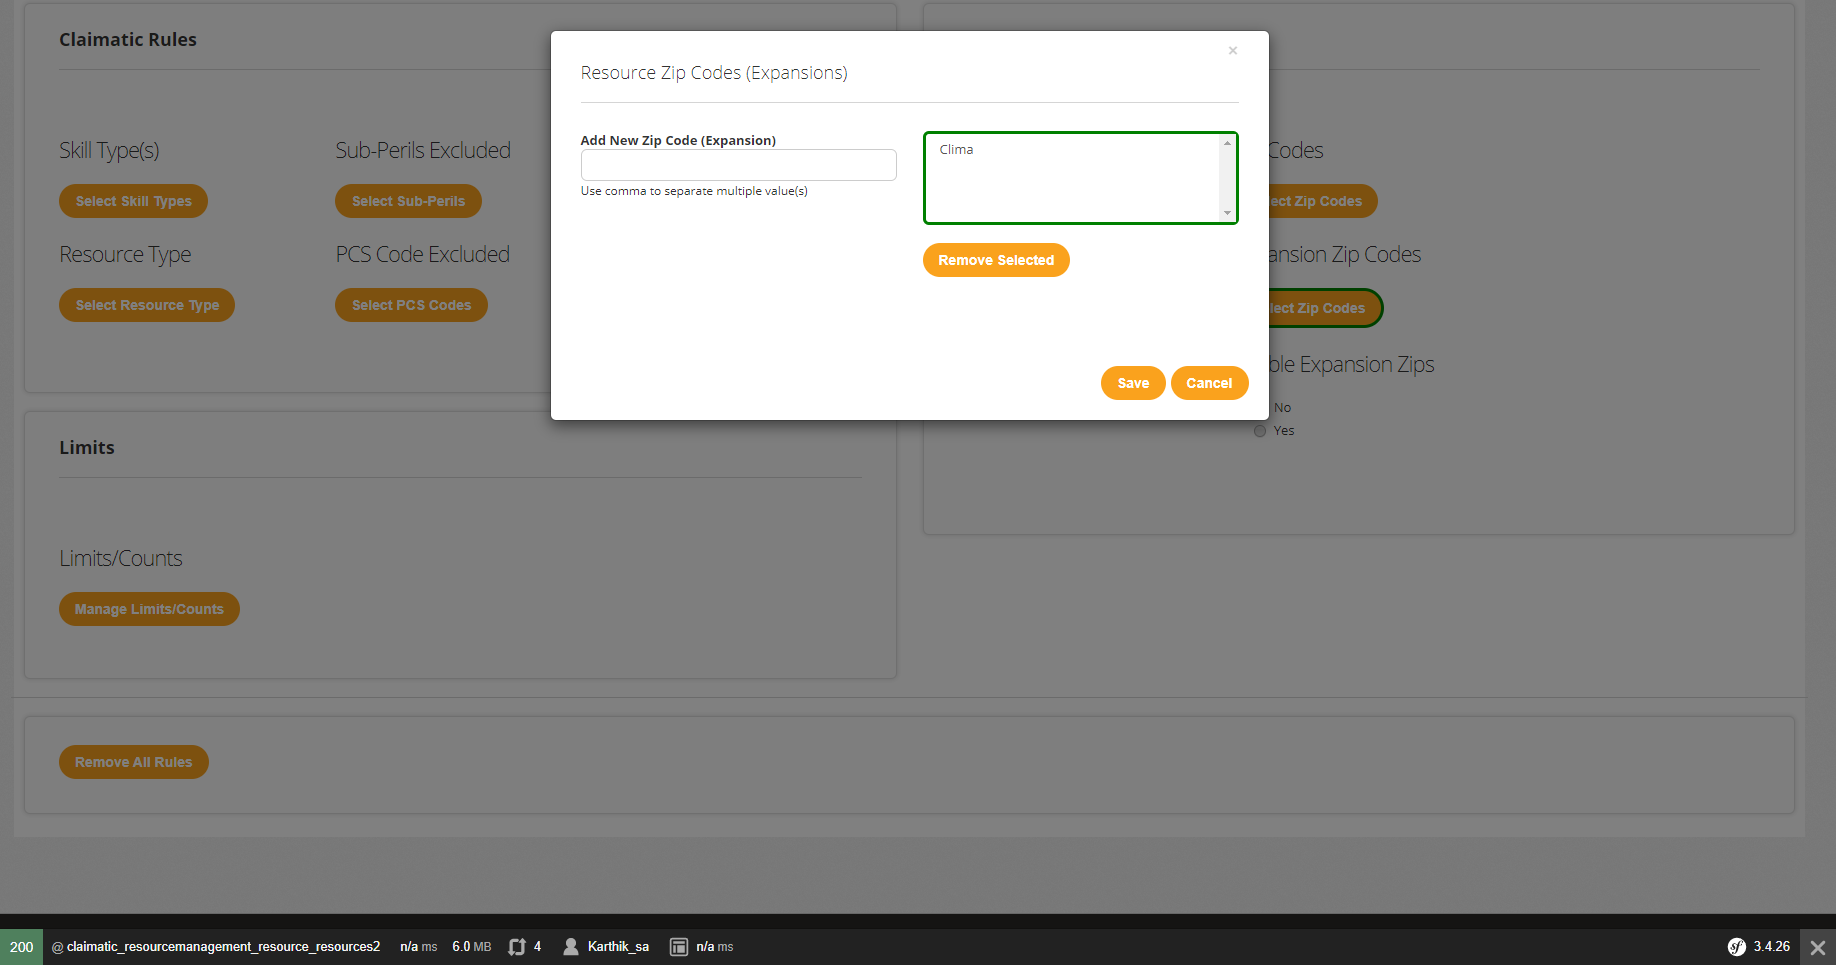 Claimatic Rules
Skill Type(s)
Sub-Perils Excluded
Select Skill Types
Select Sub-Perils
Resource Type
PCS Code Excluded
Select Resource Type
Select PCS Codes
×
Resource Zip Codes (Expansions)
Add New Zip Code (Expansion)
Use comma to separate multiple value(s)
Clima
Remove Selected
Save
Cancel
Codes
ect Zip Codes
ansion Zip Codes
lect Zip Codes
ble Expansion Zips
No
Yes
Limits
Limits/Counts
Manage Limits/Counts
Remove All Rules
200 @ claimatic_resourcemanagement_resource_resources2 n/a ms 6.0 MB 4 Karthik_sa n/a ms sf 3.4.26